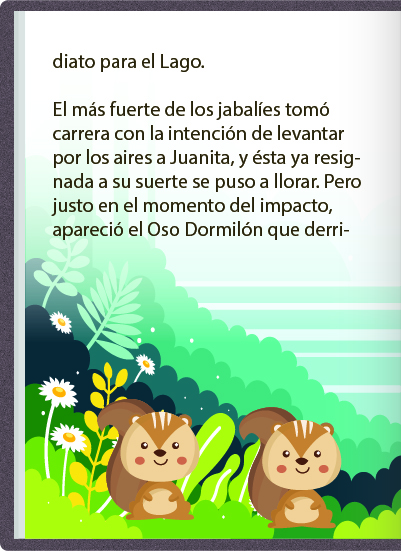 diato para el Lago.
El más fuerte de los jabalíes tomó
carrera con la intención de levantar
por los aires a Juanita, y ésta ya resig-
nada a su suerte se puso a llorar. Pero
justo en el momento del impacto,
apareció el Oso Dormilón que derri-